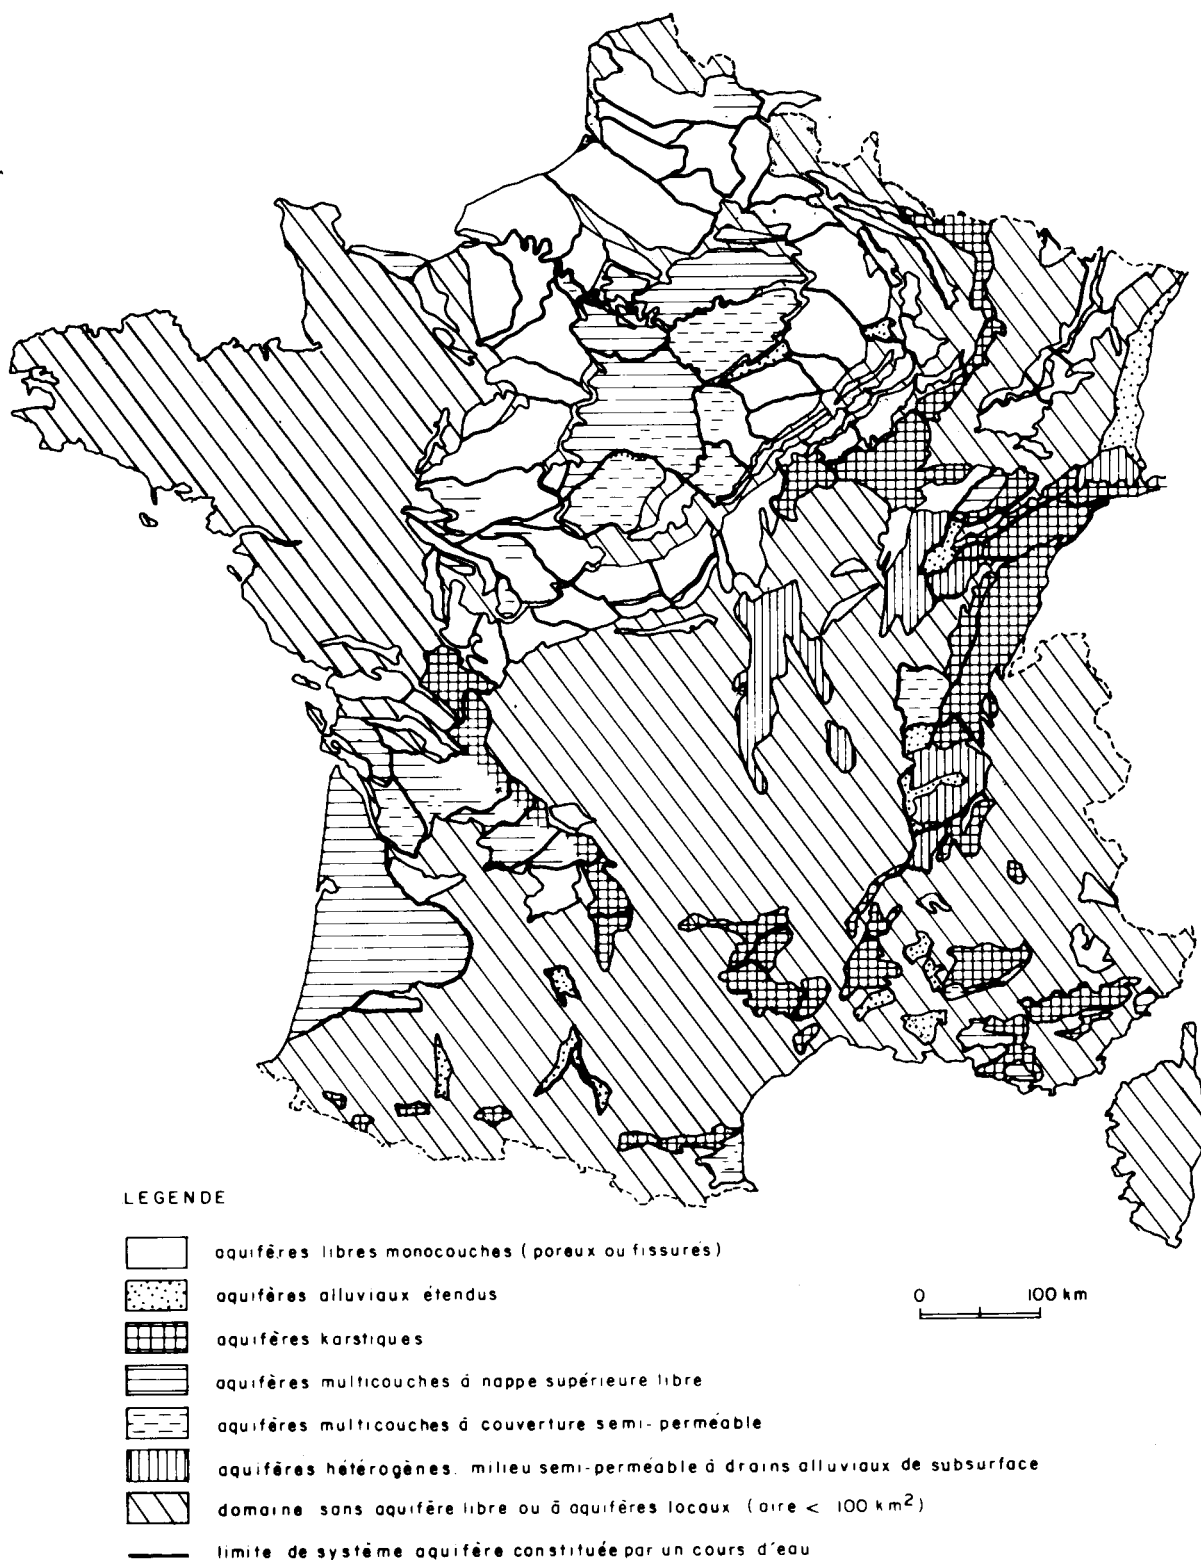 LEGENDE
aquifères libres monocouches (poreux ou fissurés)
aquifères alluviaux étendus
0 100 km
aquifères karstiques
aquifères multicouches à nappe supérieure libre
aquifères multicouches à couverture semi-perméable
aquifères hétérogènes. milieu semi-perméable à drains alluviaux de subsurface
domaine sans aquifère libre ou à aquifères locaux (aire < 100 km²)
limite de système aquifère constituée par un cours d'eau